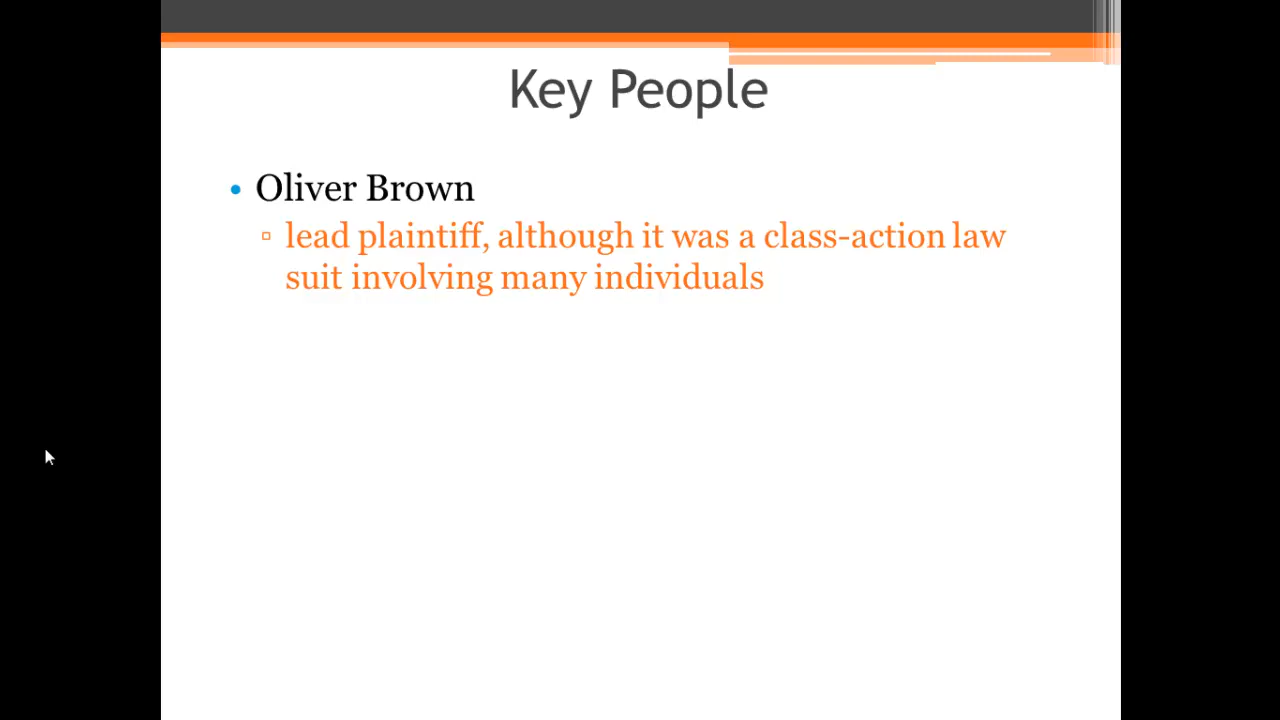 Key People
• Oliver Brown
▫ lead plaintiff, although it was a class-action law
suit involving many individuals